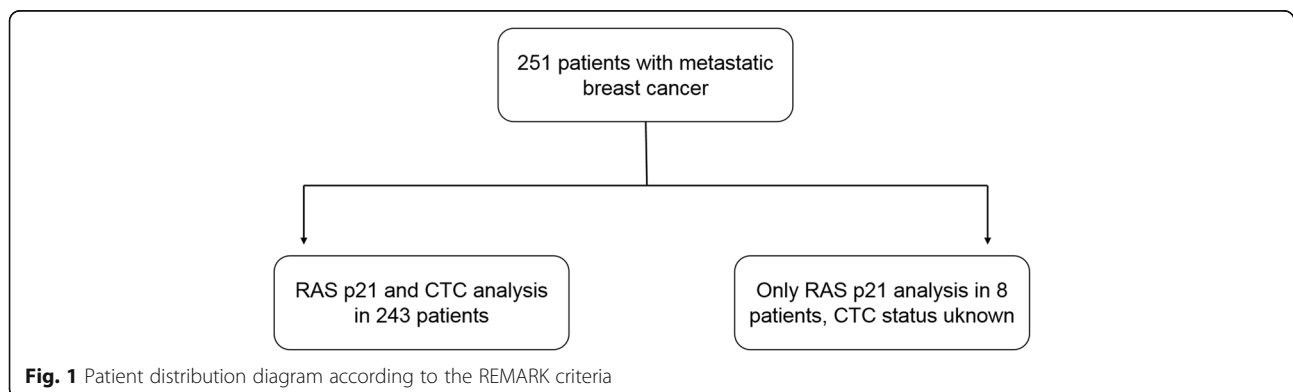 251 patients with metastatic
breast cancer
RAS p21 and CTC analysis
in 243 patients
Only RAS p21 analysis in 8
patients, CTC status uknown
Fig. 1 Patient distribution diagram according to the REMARK criteria